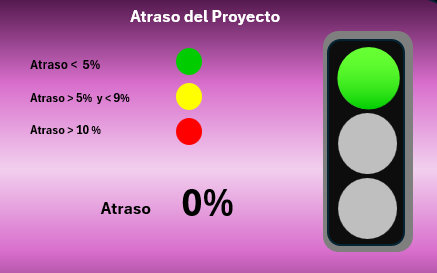 Atraso del Proyecto
Atraso < 5%
Atraso > 5% y < 9%
Atraso > 10 %
Atraso 0%